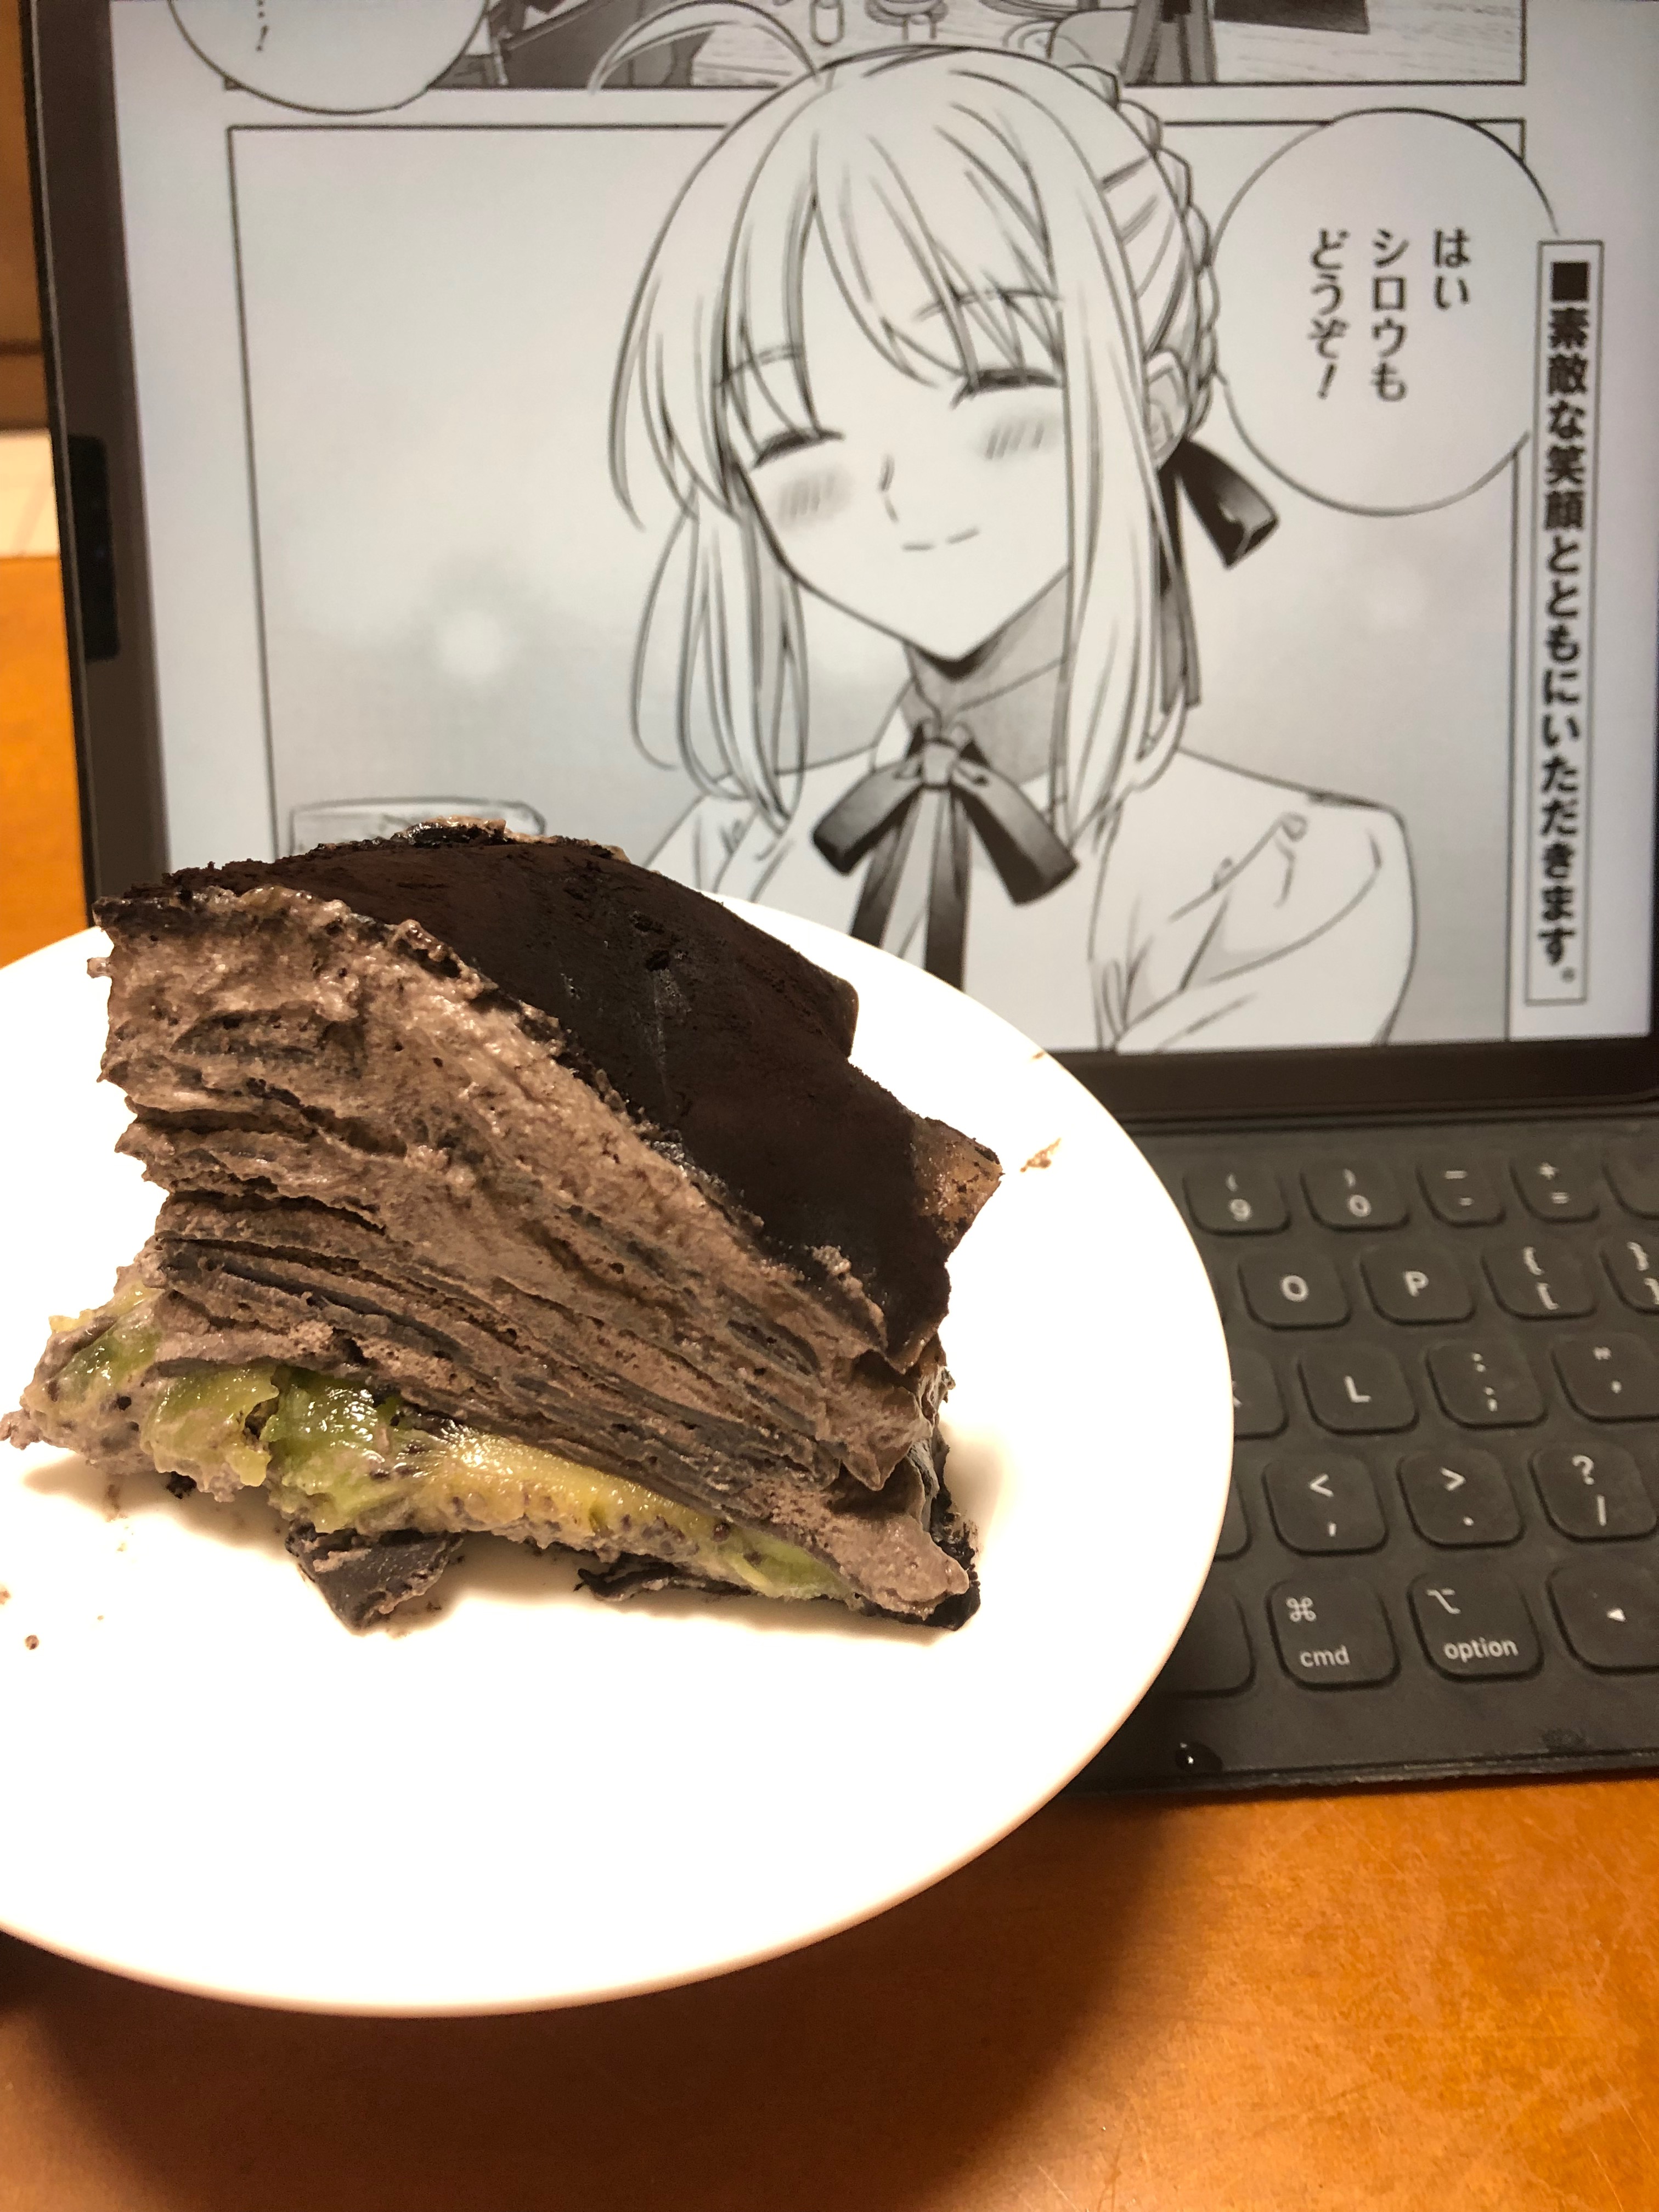 …！
はい
シロウも
どうぞ！
■素敵な笑顔とともにいただきます。
( 9
) 0
_ -
+ =
O
P
{ [
} ]
L
: ;
" '
< ,
> .
? /
⌘ cmd
⌥ option
◂